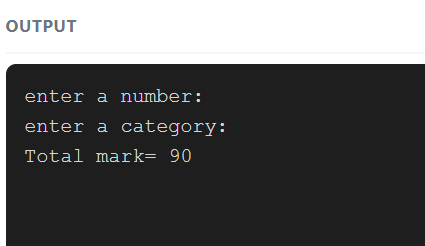 OUTPUT
enter a number:
enter a category:
Total mark= 90